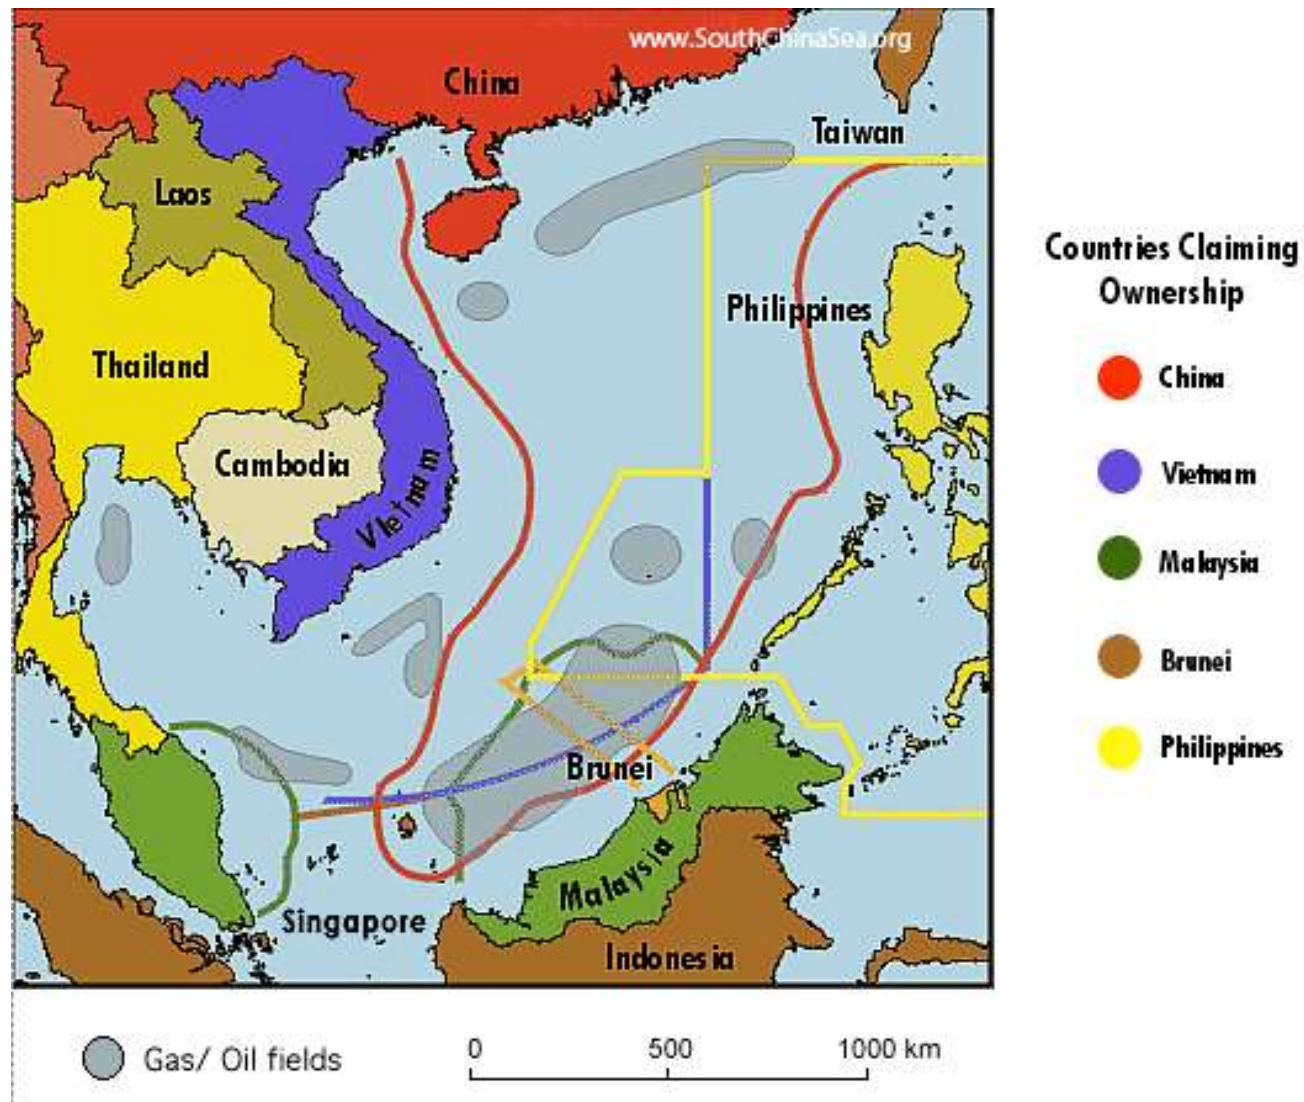 www.SouthChinaSea.org
China
Taiwan
Laos
Countries Claiming
Ownership
Philippines
Thailand
China
Cambodia
Vietnam
Vietnam
Malaysia
Brunei
Philippines
Brunei
Malaysia
Singapore
Indonesia
Gas/ Oil fields
0 500 1000 km